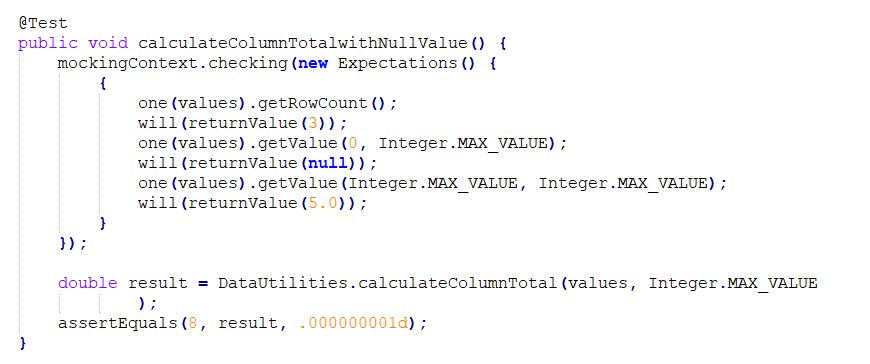 @Test
public void calculateColumnTotalwithNullValue() {
mockingContext.checking(new Expectations() {
{
one(values).getRowCount();
will(returnValue(3));
one(values).getValue(0, Integer.MAX_VALUE);
will(returnValue(null));
one(values).getValue(Integer.MAX_VALUE, Integer.MAX_VALUE);
will(returnValue(5.0));
}
});
double result = DataUtilities.calculateColumnTotal(values, Integer.MAX_VALUE
);
assertEquals(8, result, .000000001d);
}